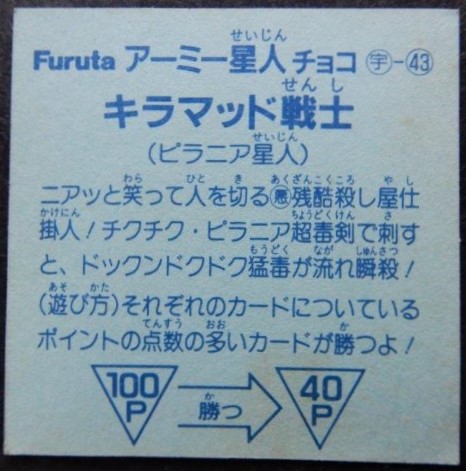 Furuta アーミー星人チョコ ㊫-㊸
キラマッド戦士
(ピラニア星人)
ニアッと笑って人を切る㊝残酷殺し屋仕
掛人!チクチク・ピラニア超毒剣で刺す
と、ドックンドクドク猛毒が流れ瞬殺!
(遊び方)それぞれのカードについている
ポイントの点数の多いカードが勝つよ!
100P 勝つ 40P